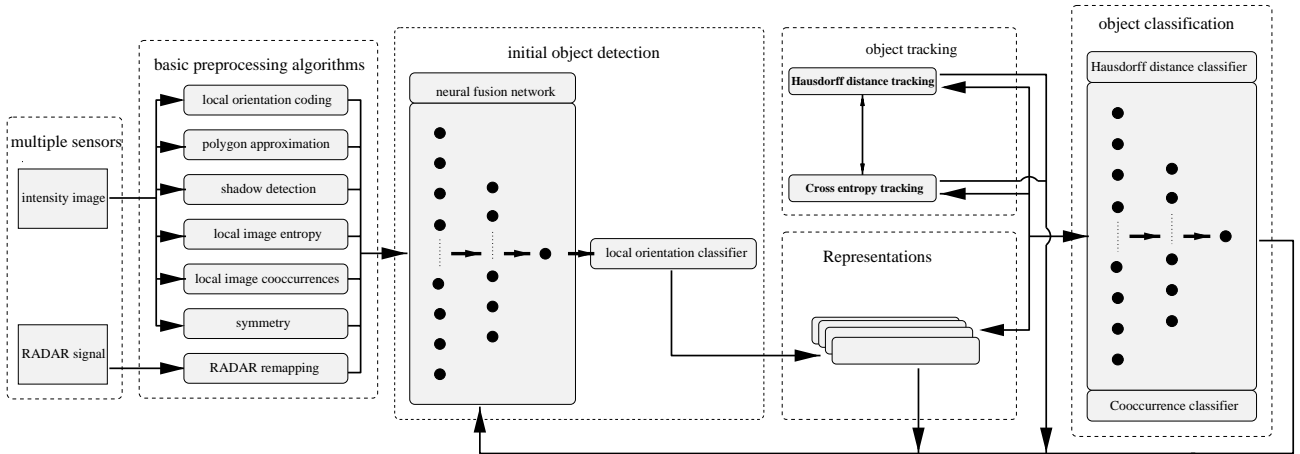 multiple sensors
intensity image
RADAR signal
basic preprocessing algorithms
local orientation coding
polygon approximation
shadow detection
local image entropy
local image cooccurrences
symmetry
RADAR remapping
initial object detection
neural fusion network
local orientation classifier
object tracking
Hausdorff distance tracking
Cross entropy tracking
Representations
object classification
Hausdorff distance classifier
Cooccurrence classifier